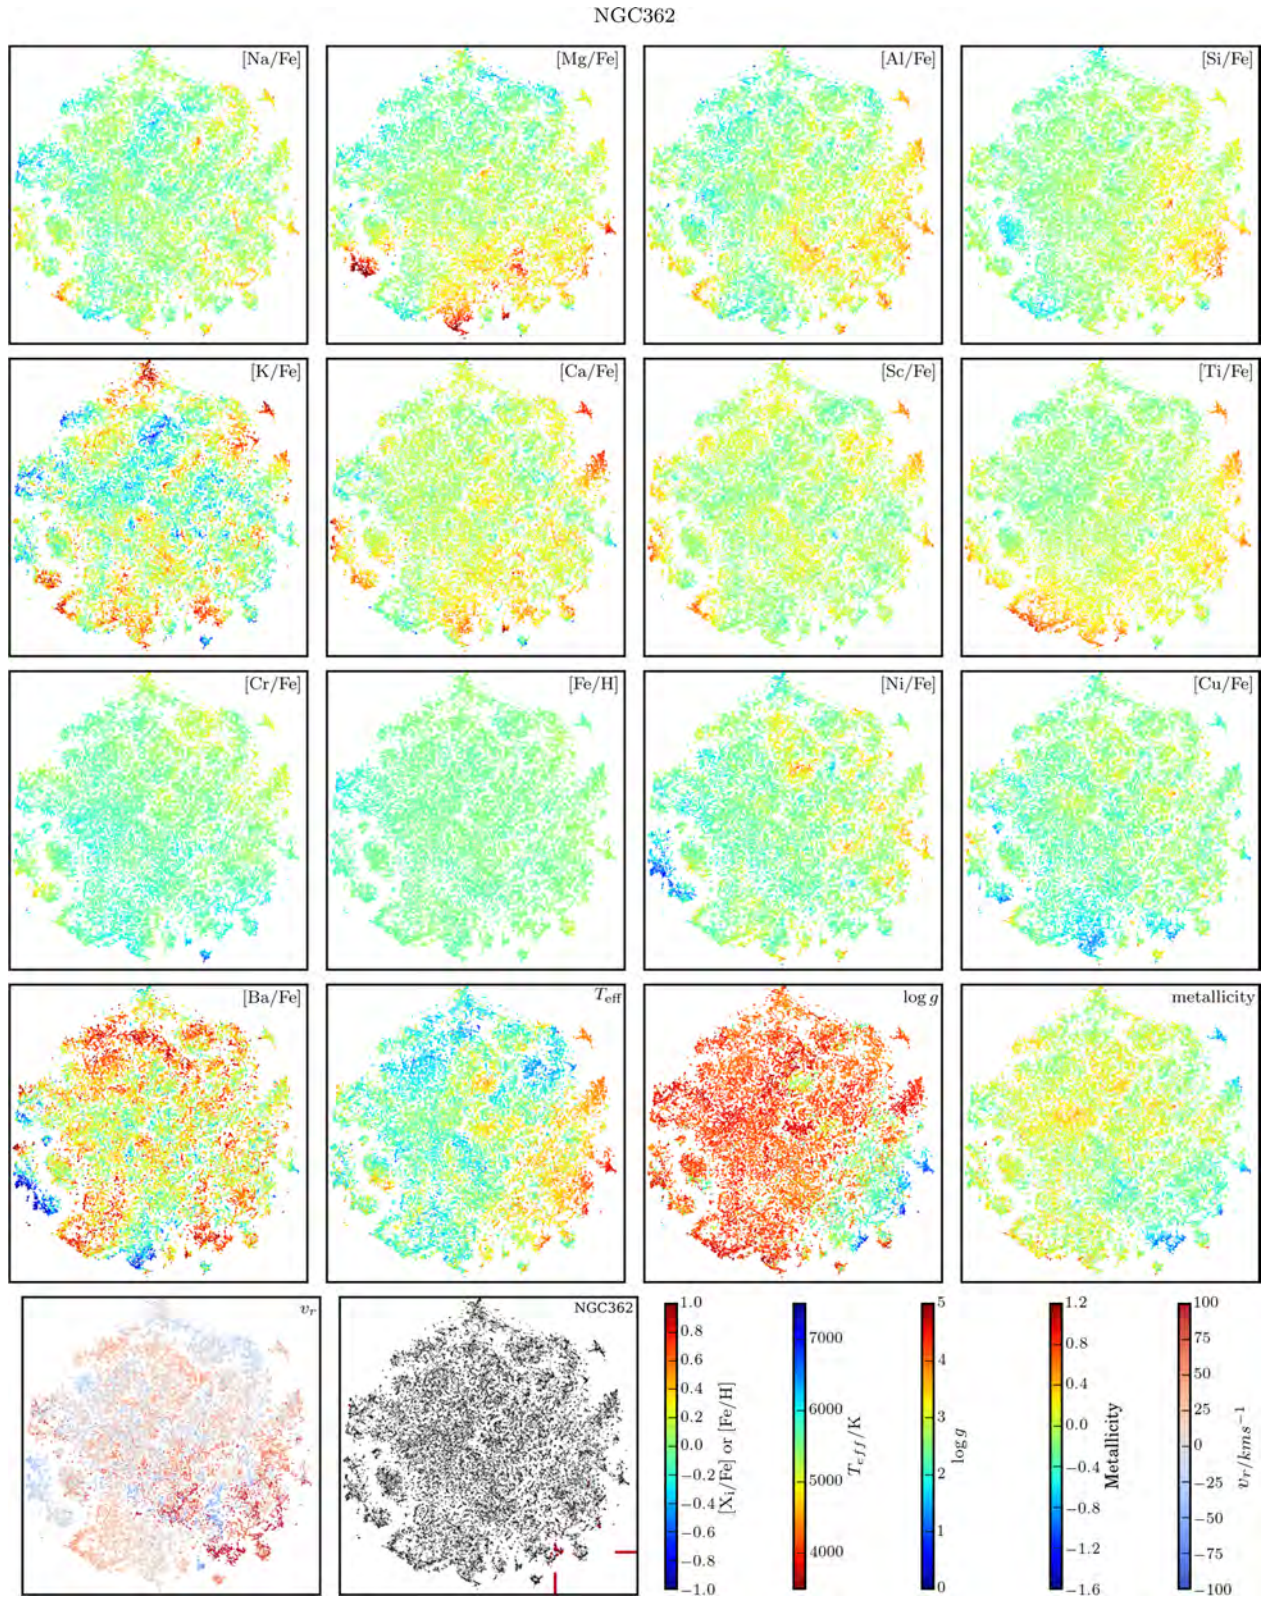 NGC362
[Na/Fe]
[Mg/Fe]
[Al/Fe]
[Si/Fe]
[K/Fe]
[Ca/Fe]
[Sc/Fe]
[Ti/Fe]
[Cr/Fe]
[Fe/H]
[Ni/Fe]
[Cu/Fe]
[Ba/Fe]
T_eff
log g
metallicity
v_r
NGC362
1.0
0.8
0.6
0.4
0.2
0.0
−0.2
−0.4
−0.6
−0.8
−1.0
[X_i/Fe] or [Fe/H]
7000
6000
5000
4000
T_eff/K
5
4
3
2
1
0
log g
1.2
0.8
0.4
0.0
−0.4
−0.8
−1.2
−1.6
Metallicity
100
75
50
25
0
−25
−50
−75
−100
v_r/kms⁻¹